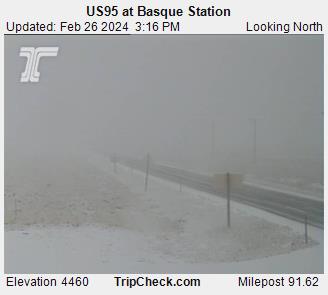 US95 at Basque Station
Updated: Feb 26 2024 3:16 PM Looking North
Elevation 4460 TripCheck.com Milepost 91.62